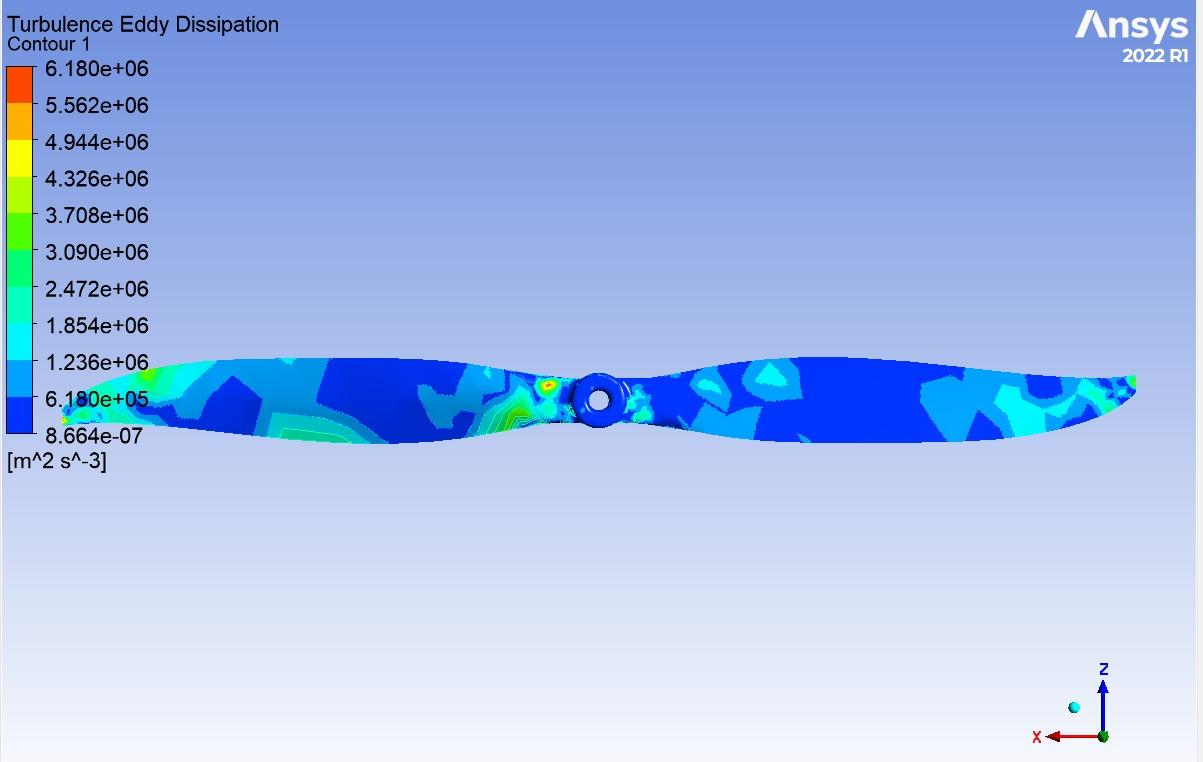 Turbulence Eddy Dissipation
Contour 1
6.180e+06
5.562e+06
4.944e+06
4.326e+06
3.708e+06
3.090e+06
2.472e+06
1.854e+06
1.236e+06
6.180e+05
8.664e-07
[m^2 s^-3]
Ansys
2022 R1
Z
X